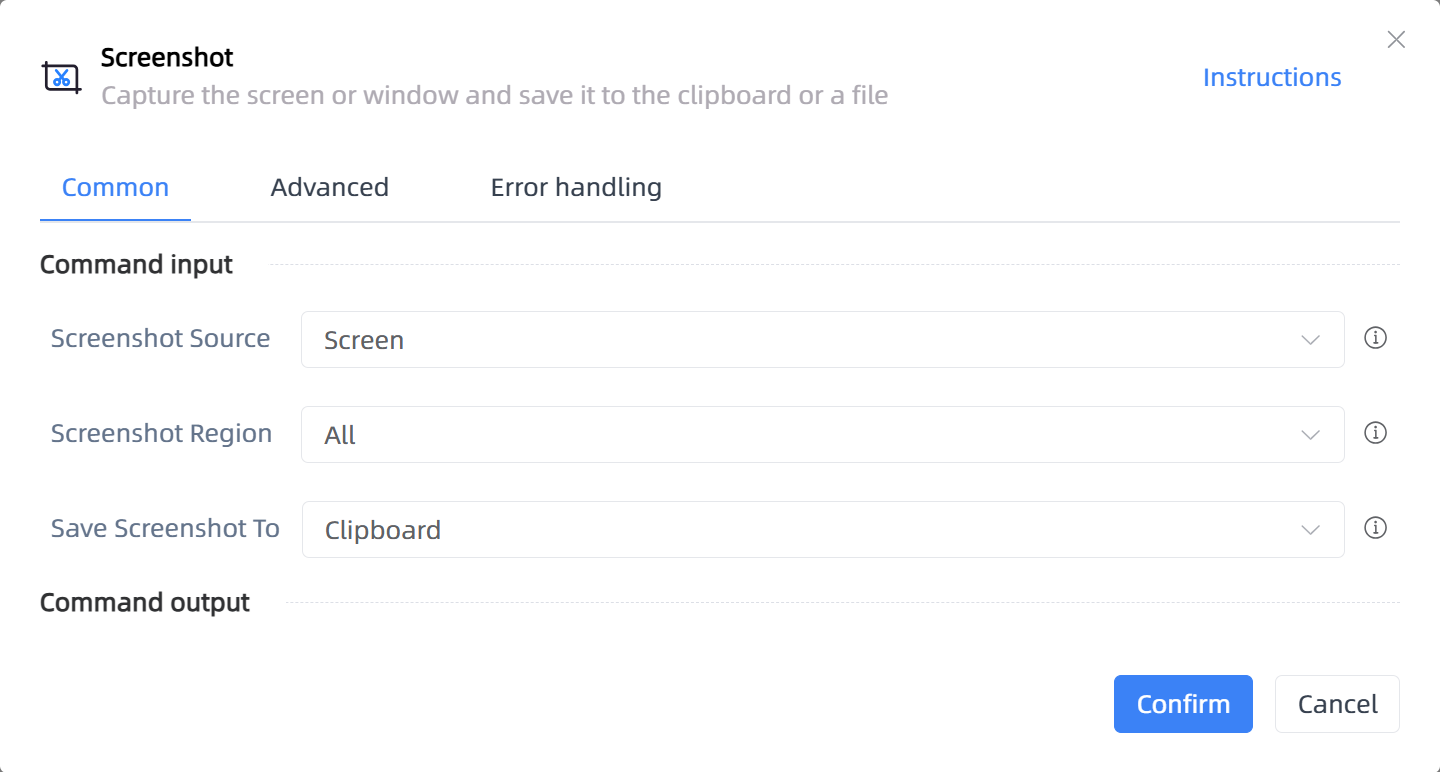 Screenshot
Capture the screen or window and save it to the clipboard or a file
Instructions
Common Advanced Error handling
Command input
Screenshot Source Screen
Screenshot Region All
Save Screenshot To Clipboard
Command output
Confirm Cancel